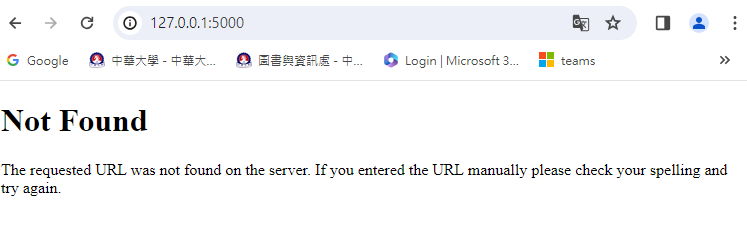 127.0.0.1:5000
Google 中華大學 - 中華大... 圖書與資訊處 - 中... Login | Microsoft 3... teams
Not Found
The requested URL was not found on the server. If you entered the URL manually please check your spelling and
try again.